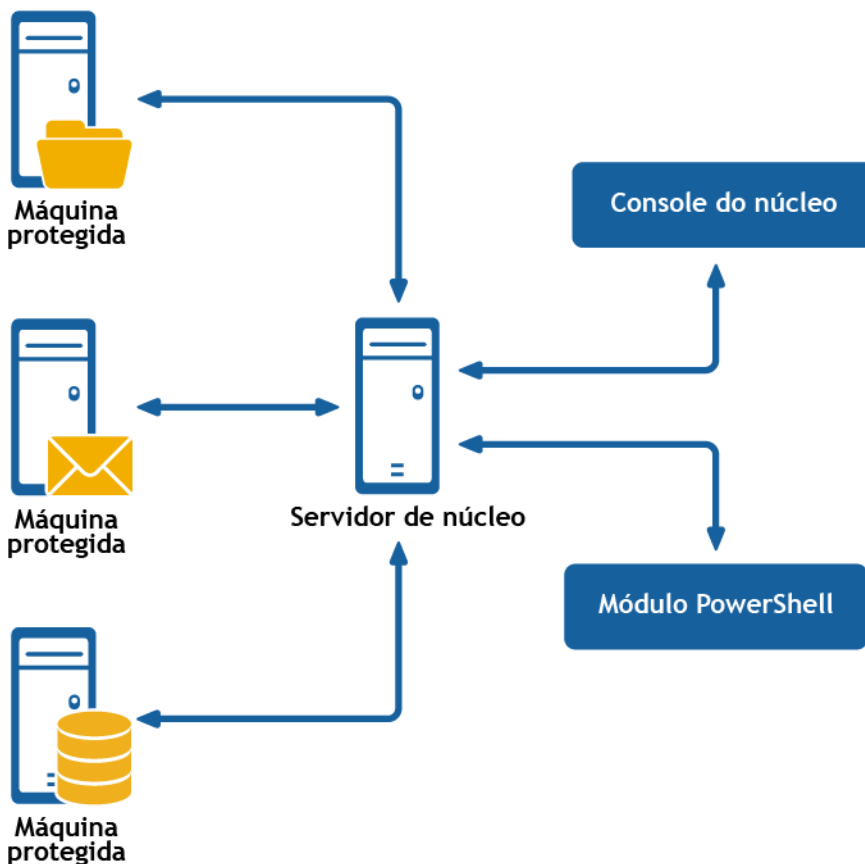 Máquina
protegida
Console do núcleo
Máquina
protegida
Servidor de núcleo
Módulo PowerShell
Máquina
protegida